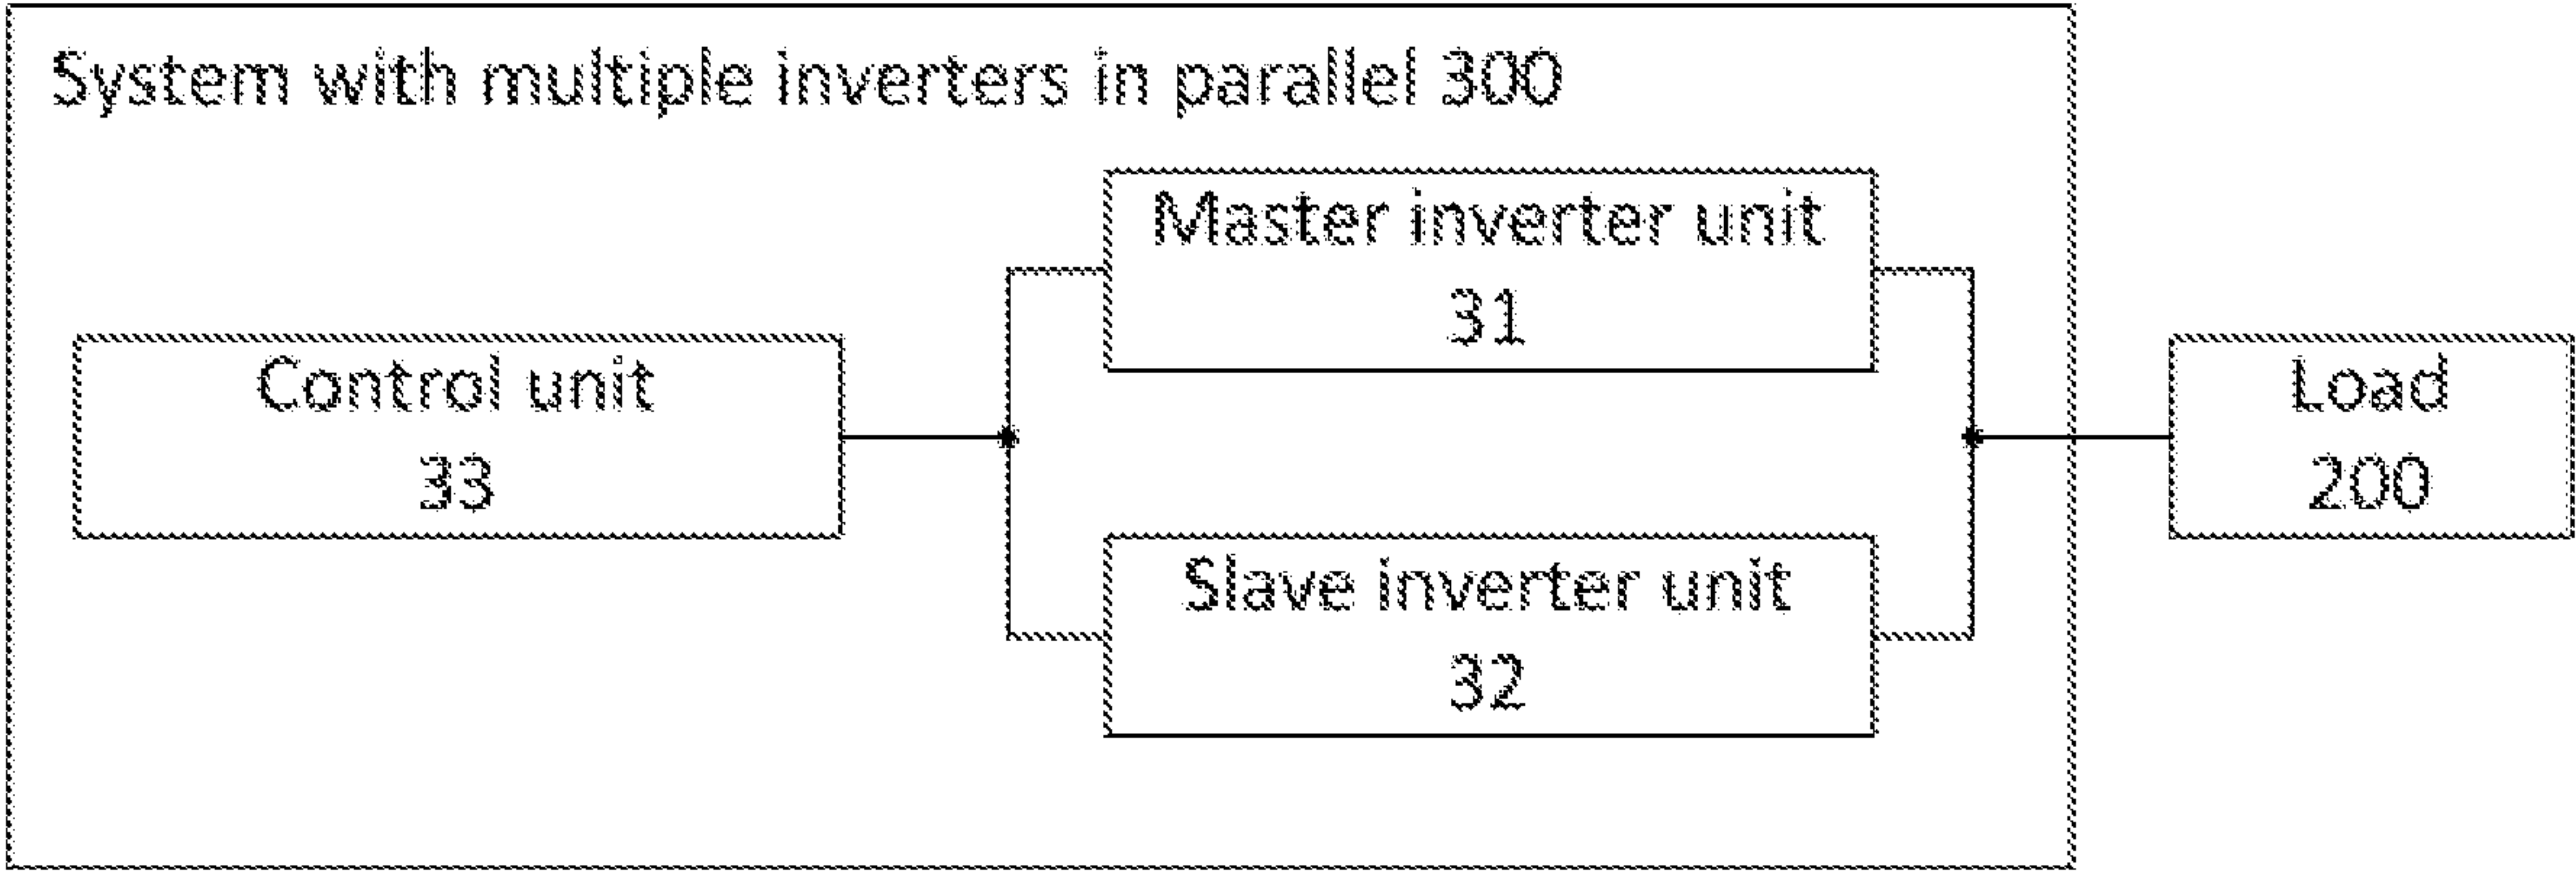 System with multiple inverters in parallel 300
Master inverter unit
31
Control unit
33
Load
200
Slave inverter unit
32